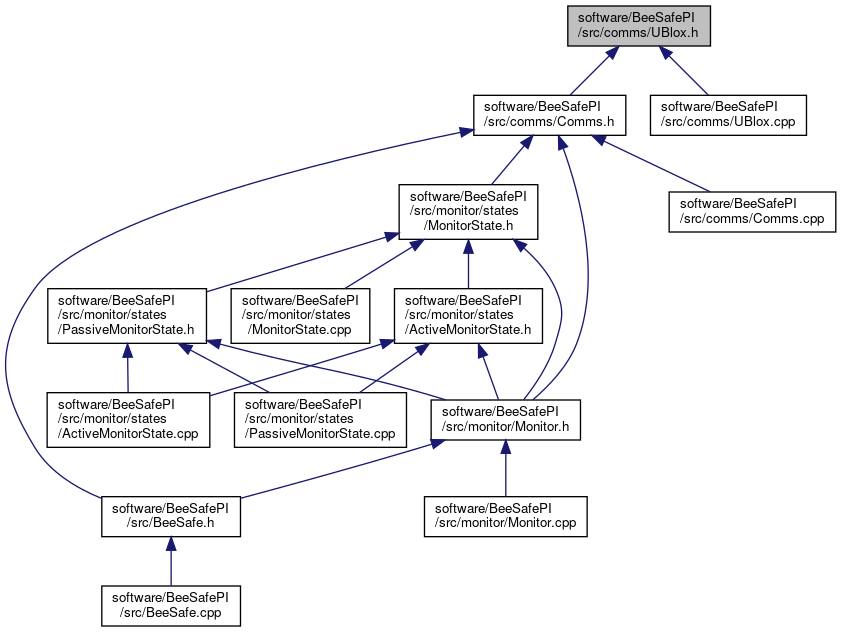 software/BeeSafePI
/src/comms/UBlox.h
software/BeeSafePI
/src/comms/Comms.h
software/BeeSafePI
/src/comms/UBlox.cpp
software/BeeSafePI
/src/monitor/states
/MonitorState.h
software/BeeSafePI
/src/comms/Comms.cpp
software/BeeSafePI
/src/monitor/states
/PassiveMonitorState.h
software/BeeSafePI
/src/monitor/states
/MonitorState.cpp
software/BeeSafePI
/src/monitor/states
/ActiveMonitorState.h
software/BeeSafePI
/src/monitor/states
/ActiveMonitorState.cpp
software/BeeSafePI
/src/monitor/states
/PassiveMonitorState.cpp
software/BeeSafePI
/src/monitor/Monitor.h
software/BeeSafePI
/src/BeeSafe.h
software/BeeSafePI
/src/monitor/Monitor.cpp
software/BeeSafePI
/src/BeeSafe.cpp